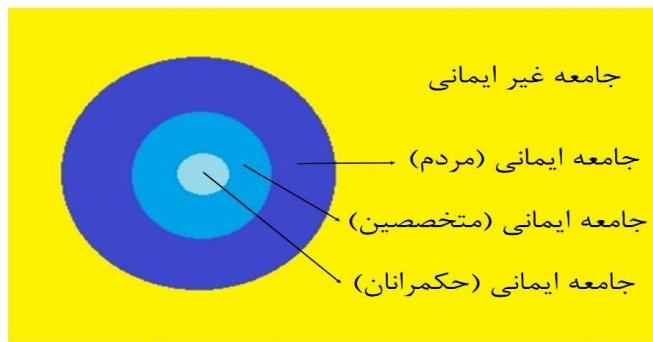 جامعه غیر ایمانی
جامعه ایمانی (مردم)
جامعه ایمانی (متخصصین)
جامعه ایمانی (حکمرانان)